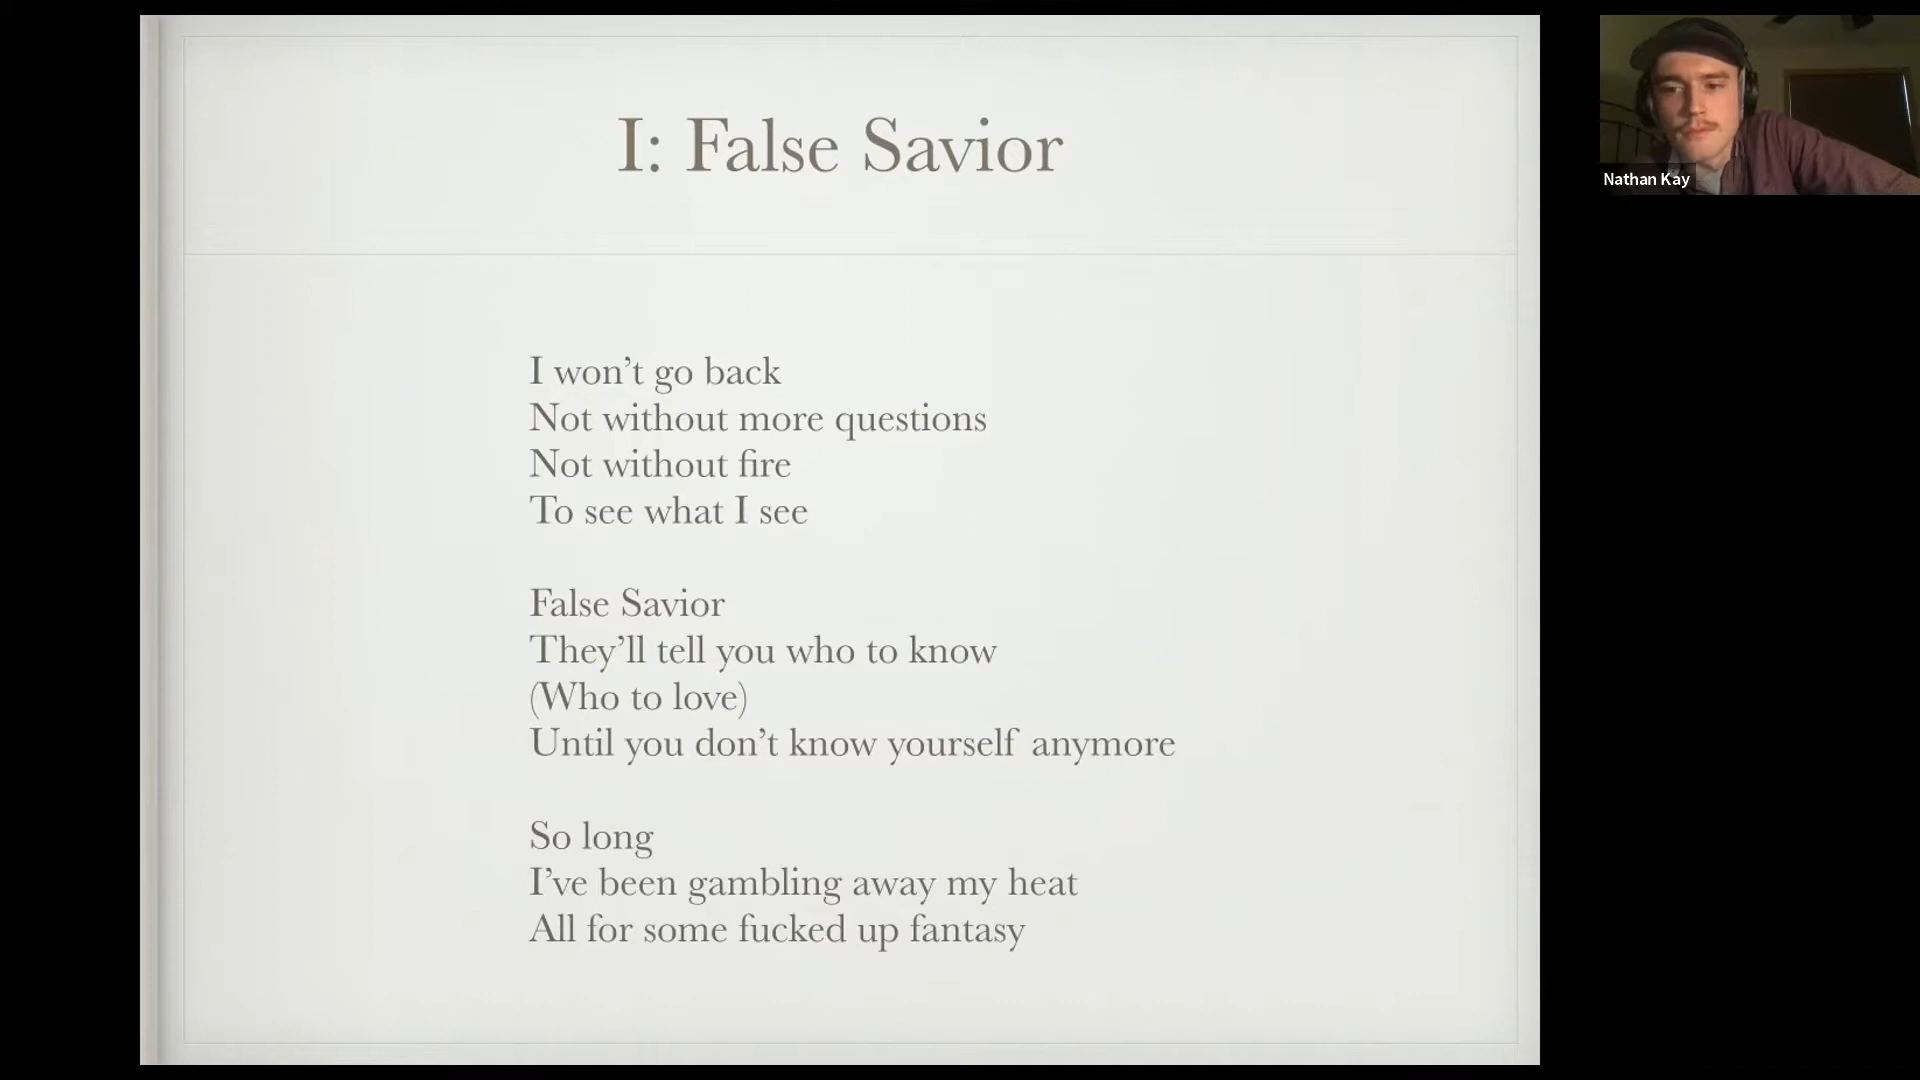 I: False Savior
I won’t go back
Not without more questions
Not without fire
To see what I see
False Savior
They’ll tell you who to know
(Who to love)
Until you don’t know yourself anymore
So long
I’ve been gambling away my heat
All for some fucked up fantasy
Nathan Kay